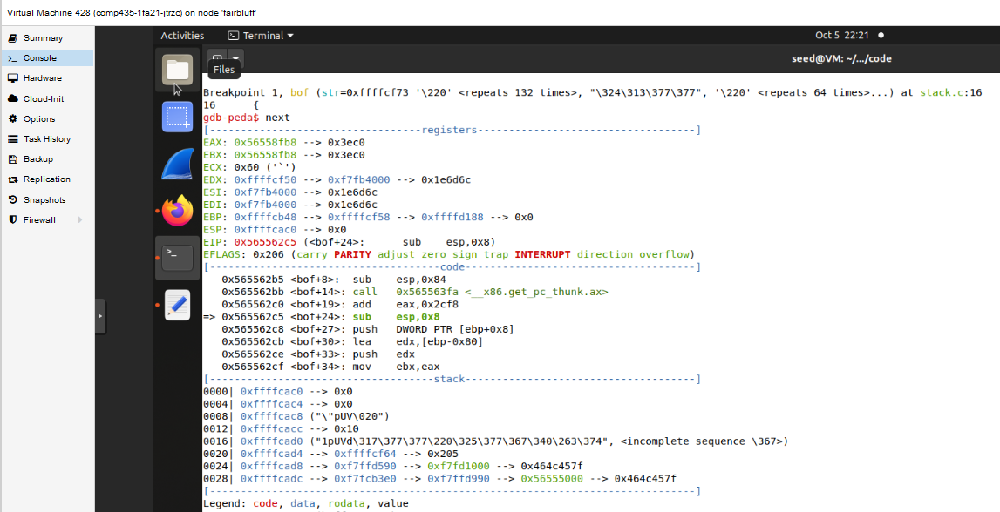 Virtual Machine 428 (comp435-1fa21-jtrzc) on node 'fairbluff'
Summary
Console
Hardware
Cloud-Init
Options
Task History
Backup
Replication
Snapshots
Firewall
Activities Terminal Oct 5 22:21
Files
seed@VM: ~/.../code
Breakpoint 1, bof (str=0xffffcf73 '\220' <repeats 132 times>, "\324\313\377\377", '\220' <repeats 64 times>...) at stack.c:16
16 {
gdb-peda$ next
[----------------------------------registers-----------------------------------]
EAX: 0x56558fb8 --> 0x3ec0
EBX: 0x56558fb8 --> 0x3ec0
ECX: 0x60 ('`')
EDX: 0xffffcf50 --> 0xf7fb4000 --> 0x1e6d6c
ESI: 0xf7fb4000 --> 0x1e6d6c
EDI: 0xf7fb4000 --> 0x1e6d6c
EBP: 0xffffcb48 --> 0xffffcf58 --> 0xffffd188 --> 0x0
ESP: 0xffffcac0 --> 0x0
EIP: 0x565562c5 (<bof+24>: sub esp,0x8)
EFLAGS: 0x206 (carry PARITY adjust zero sign trap INTERRUPT direction overflow)
[-------------------------------------code-------------------------------------]
0x565562b5 <bof+8>: sub esp,0x84
0x565562bb <bof+14>: call 0x565563fa <__x86.get_pc_thunk.ax>
0x565562c0 <bof+19>: add eax,0x2cf8
=> 0x565562c5 <bof+24>: sub esp,0x8
0x565562c8 <bof+27>: push DWORD PTR [ebp+0x8]
0x565562cb <bof+30>: lea edx,[ebp-0x80]
0x565562ce <bof+33>: push edx
0x565562cf <bof+34>: mov ebx,eax
[------------------------------------stack-------------------------------------]
0000| 0xffffcac0 --> 0x0
0004| 0xffffcac4 --> 0x0
0008| 0xffffcac8 ("\"pUV\020")
0012| 0xffffcacc --> 0x10
0016| 0xffffcad0 ("1pUVd\317\377\377\220\325\377\367\340\263\374", <incomplete sequence \367>)
0020| 0xffffcad4 --> 0xffffcf64 --> 0x205
0024| 0xffffcad8 --> 0xf7ffd590 --> 0xf7fd1000 --> 0x464c457f
0028| 0xffffcadc --> 0xf7fcb3e0 --> 0xf7ffd990 --> 0x56555000 --> 0x464c457f
[------------------------------------------------------------------------------]
Legend: code, data, rodata, value